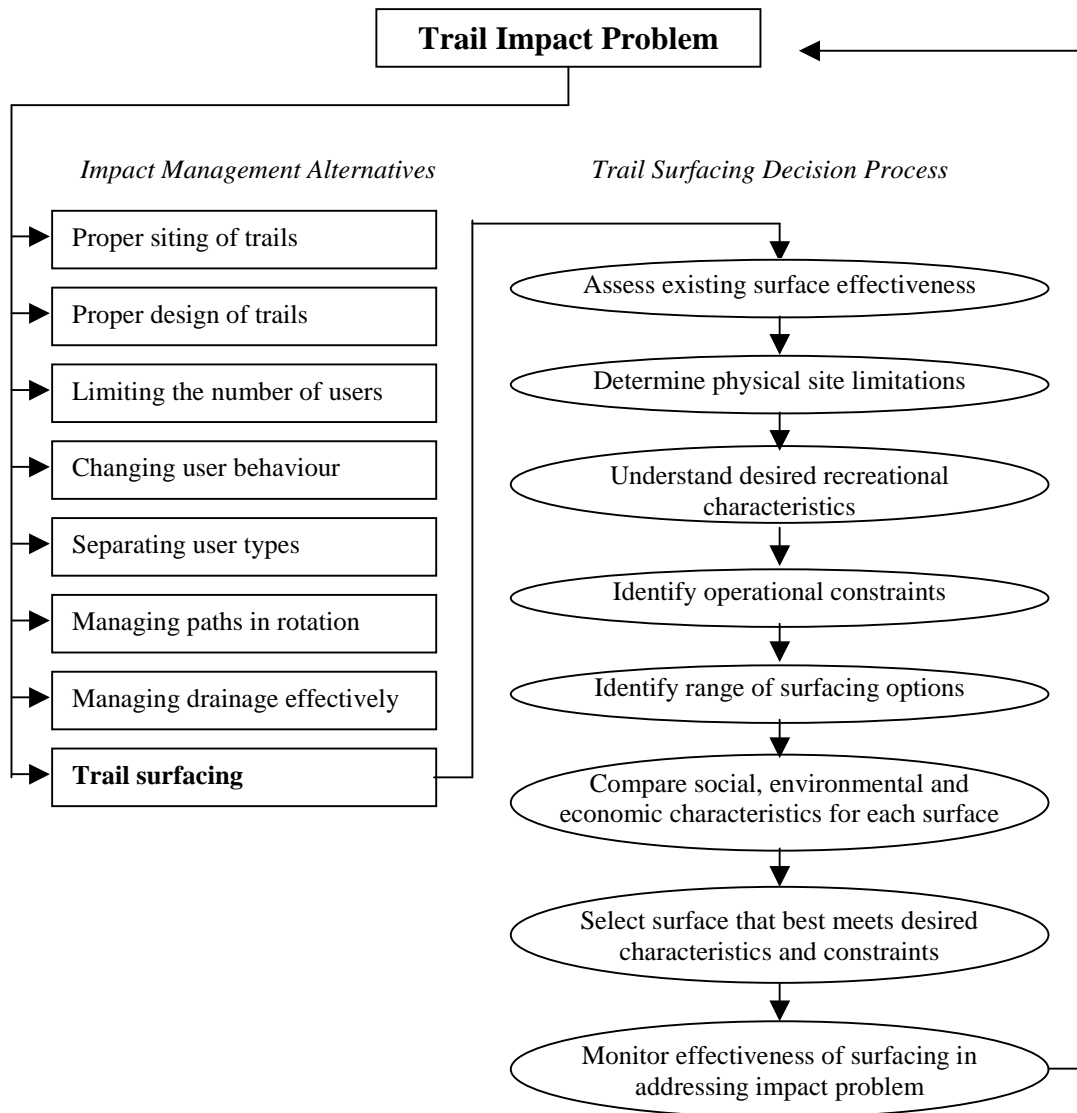 Trail Impact Problem
Impact Management Alternatives
Proper siting of trails
Proper design of trails
Limiting the number of users
Changing user behaviour
Separating user types
Managing paths in rotation
Managing drainage effectively
Trail surfacing
Trail Surfacing Decision Process
Assess existing surface effectiveness
Determine physical site limitations
Understand desired recreational
characteristics
Identify operational constraints
Identify range of surfacing options
Compare social, environmental and
economic characteristics for each surface
Select surface that best meets desired
characteristics and constraints
Monitor effectiveness of surfacing in
addressing impact problem